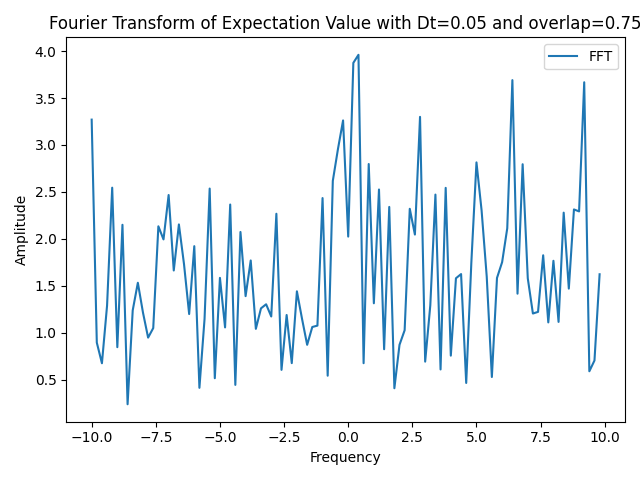 Fourier Transform of Expectation Value with Dt=0.05 and overlap=0.75
FFT
4.0
3.5
3.0
2.5
2.0
1.5
1.0
0.5
Amplitude
−10.0 −7.5 −5.0 −2.5 0.0 2.5 5.0 7.5 10.0
Frequency